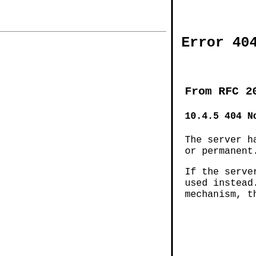 Error 404
From RFC 20
10.4.5 404 No
The server ha
or permanent.
If the server
used instead.
mechanism, th